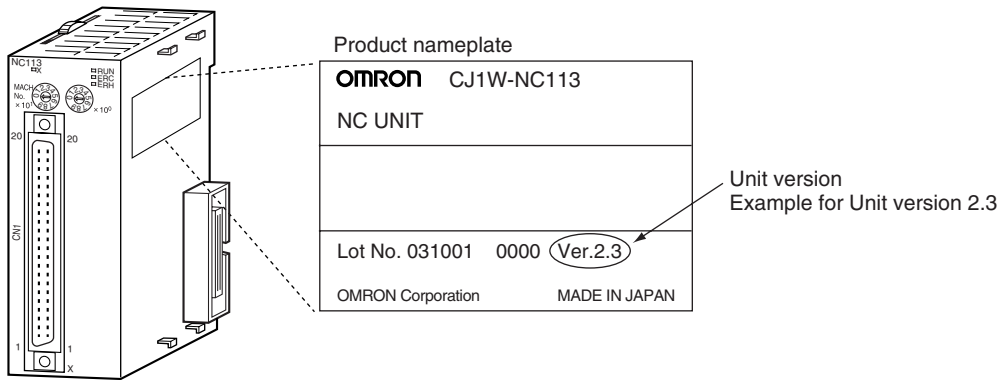 NC113
X
RUN
ERC
ERH
MACH
No.
×10¹
×10⁰
20
20
CN1
1
1
X
Product nameplate
OMRON CJ1W-NC113
NC UNIT
Lot No. 031001 0000 Ver.2.3
OMRON Corporation MADE IN JAPAN
Unit version
Example for Unit version 2.3